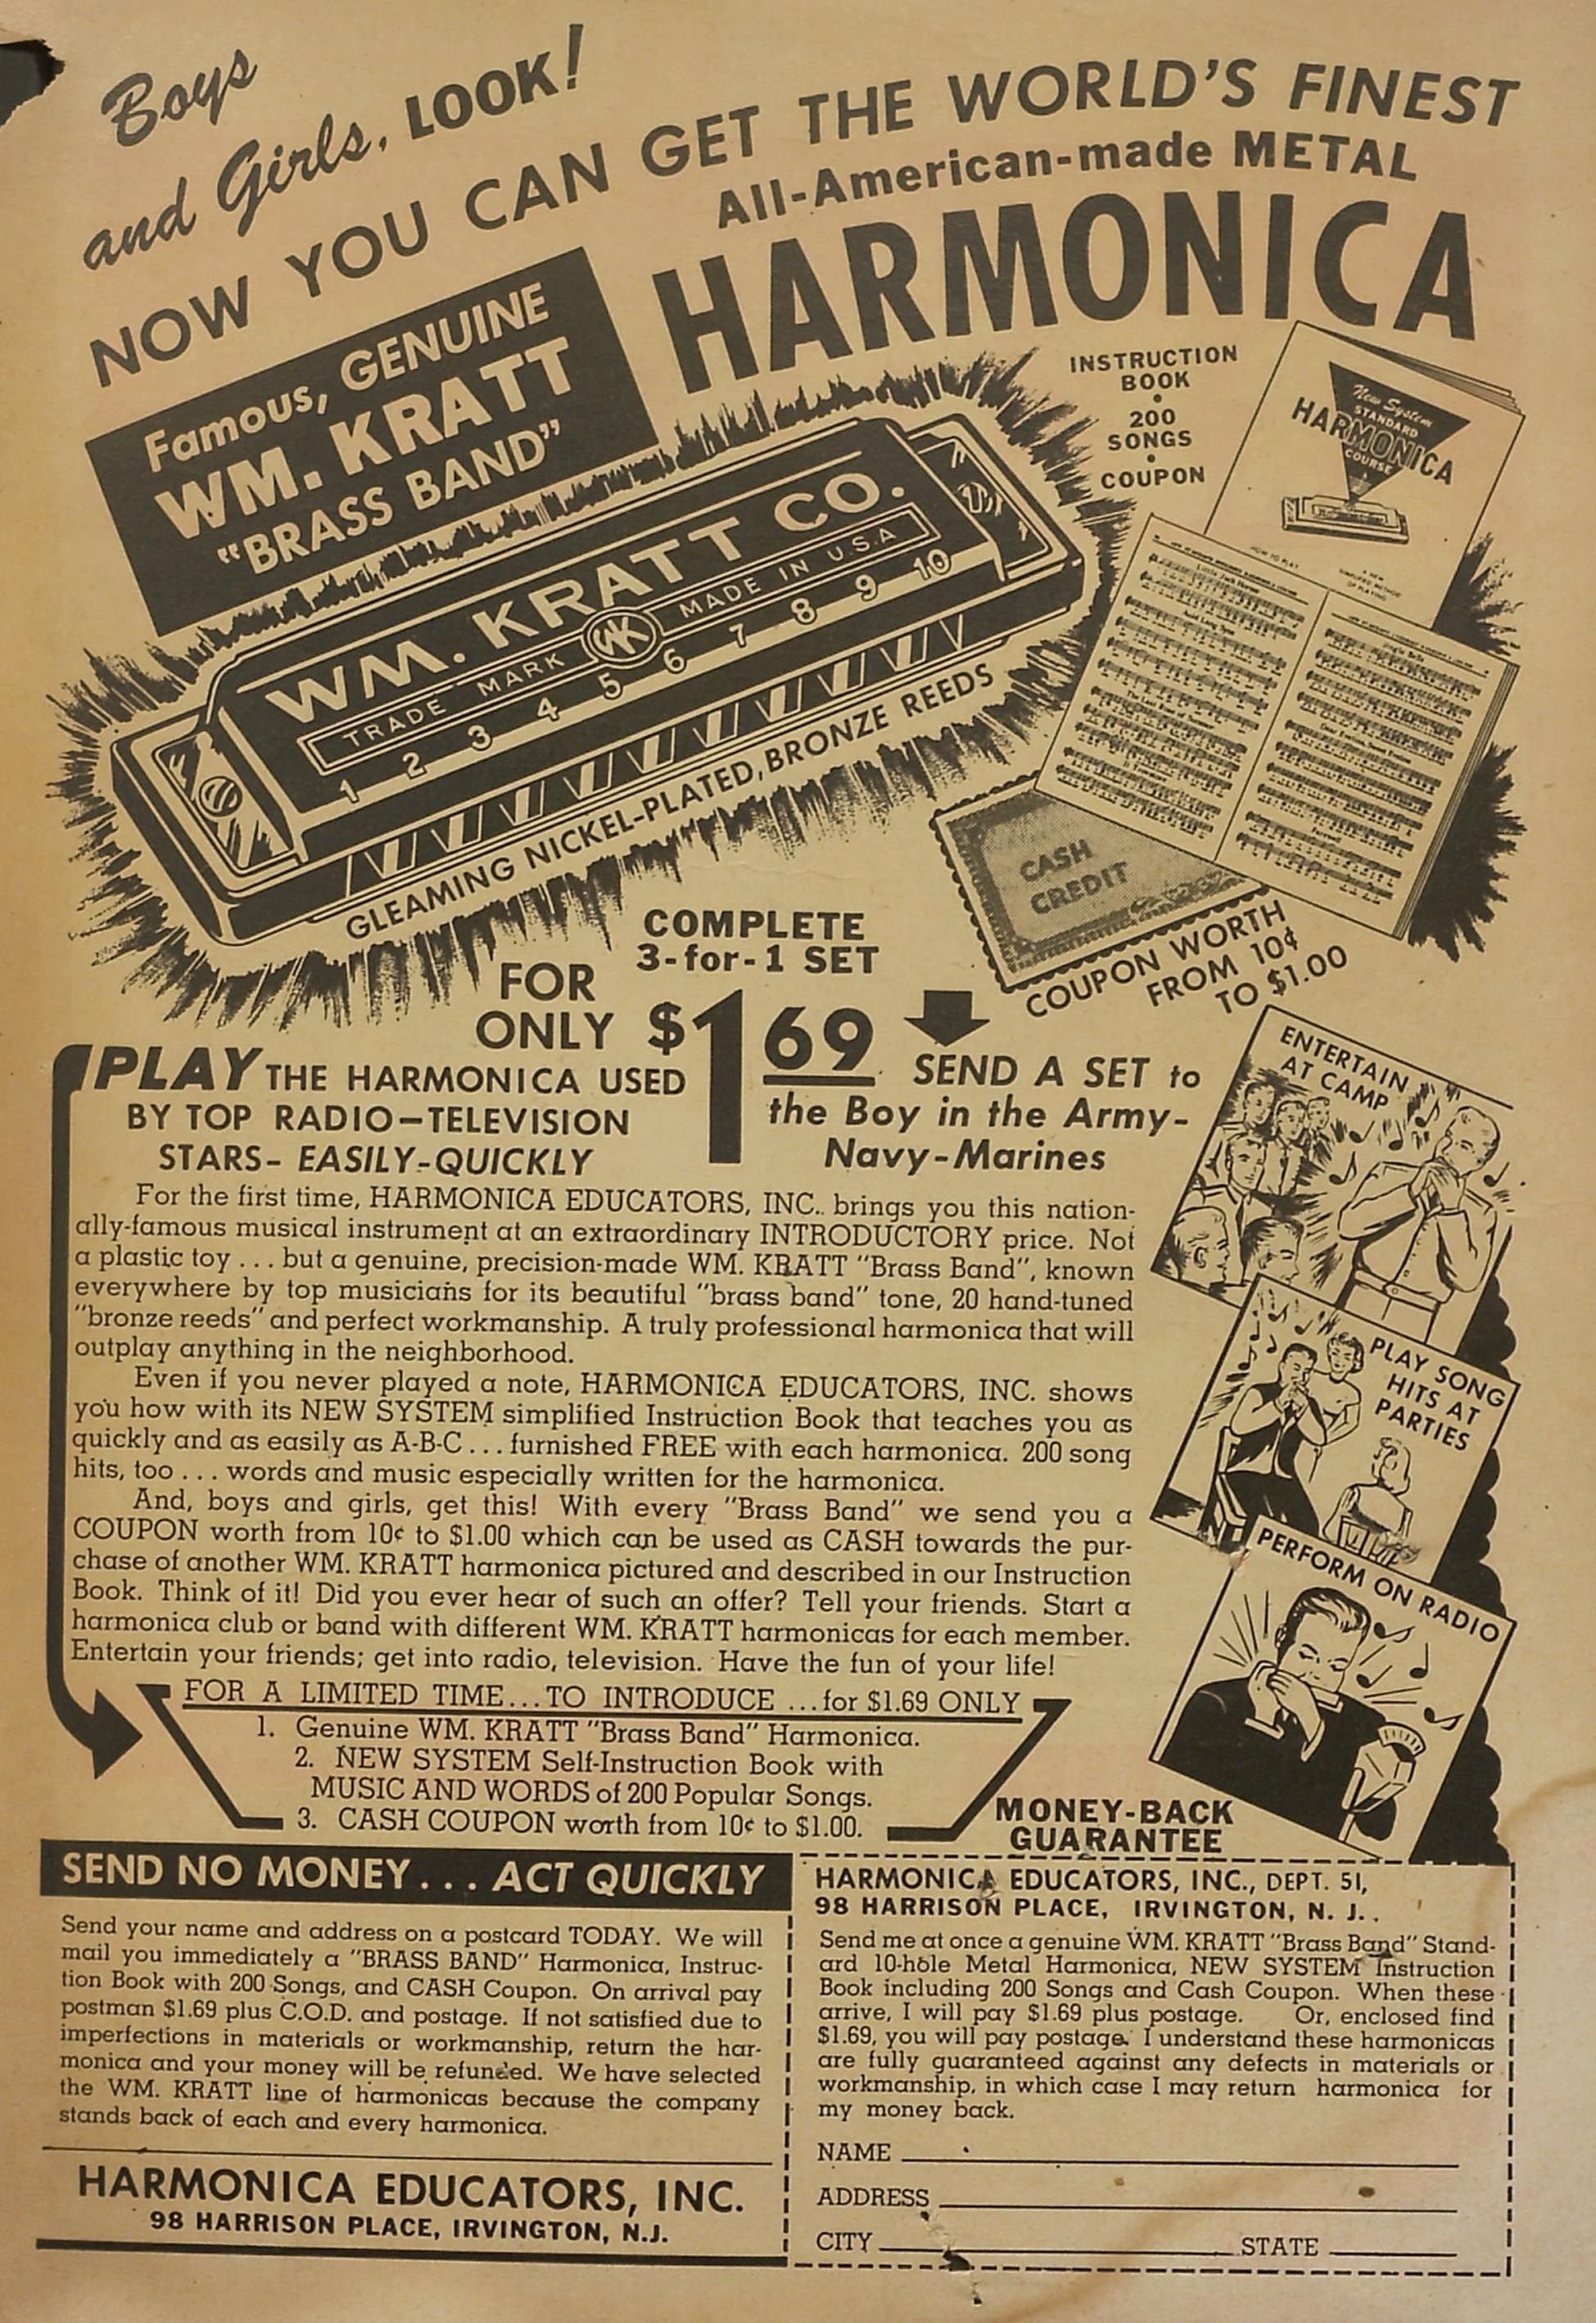 Boys
and Girls, LOOK!
NOW YOU CAN GET THE WORLD'S FINEST
All-American-made METAL
HARMONICA
Famous, GENUINE
WM. KRATT
"BRASS BAND"
INSTRUCTION
BOOK
•
200
SONGS
•
COUPON
New System
STANDARD
HARMONICA
COURSE
HOW TO PLAY
WM. KRATT CO.
TRADE MARK WK MADE IN U.S.A
1 2 3 4 5 6 7 8 9 10
GLEAMING NICKEL-PLATED, BRONZE REEDS
Jingle Bells
CASH
CREDIT
COUPON WORTH
FROM 10¢
TO $1.00
COMPLETE
3-for-1 SET
FOR
ONLY $1.69
PLAY THE HARMONICA USED
BY TOP RADIO—TELEVISION
STARS- EASILY-QUICKLY
SEND A SET to
the Boy in the Army-
Navy-Marines
For the first time, HARMONICA EDUCATORS, INC. brings you this nation-
ally-famous musical instrument at an extraordinary INTRODUCTORY price. Not
a plastic toy . . . but a genuine, precision-made WM. KRATT "Brass Band", known
everywhere by top musicians for its beautiful "brass band" tone, 20 hand-tuned
"bronze reeds" and perfect workmanship. A truly professional harmonica that will
outplay anything in the neighborhood.
Even if you never played a note, HARMONICA EDUCATORS, INC. shows
you how with its NEW SYSTEM simplified Instruction Book that teaches you as
quickly and as easily as A-B-C . . . furnished FREE with each harmonica. 200 song
hits, too . . . words and music especially written for the harmonica.
And, boys and girls, get this! With every "Brass Band" we send you a
COUPON worth from 10¢ to $1.00 which can be used as CASH towards the pur-
chase of another WM. KRATT harmonica pictured and described in our Instruction
Book. Think of it! Did you ever hear of such an offer? Tell your friends. Start a
harmonica club or band with different WM. KRATT harmonicas for each member.
Entertain your friends; get into radio, television. Have the fun of your life!
ENTERTAIN
AT CAMP
PLAY SONG
HITS AT
PARTIES
PERFORM ON RADIO
FOR A LIMITED TIME...TO INTRODUCE ...for $1.69 ONLY
1. Genuine WM. KRATT "Brass Band" Harmonica.
2. NEW SYSTEM Self-Instruction Book with
MUSIC AND WORDS of 200 Popular Songs.
3. CASH COUPON worth from 10¢ to $1.00.
MONEY-BACK
GUARANTEE
SEND NO MONEY . . . ACT QUICKLY
Send your name and address on a postcard TODAY. We will
mail you immediately a "BRASS BAND" Harmonica, Instruc-
tion Book with 200 Songs, and CASH Coupon. On arrival pay
postman $1.69 plus C.O.D. and postage. If not satisfied due to
imperfections in materials or workmanship, return the har-
monica and your money will be refunded. We have selected
the WM. KRATT line of harmonicas because the company
stands back of each and every harmonica.
HARMONICA EDUCATORS, INC.
98 HARRISON PLACE, IRVINGTON, N.J.
HARMONICA EDUCATORS, INC., DEPT. 51,
98 HARRISON PLACE, IRVINGTON, N. J.
Send me at once a genuine WM. KRATT "Brass Band" Stand-
ard 10-hole Metal Harmonica, NEW SYSTEM Instruction
Book including 200 Songs and Cash Coupon. When these
arrive, I will pay $1.69 plus postage. Or, enclosed find
$1.69, you will pay postage. I understand these harmonicas
are fully guaranteed against any defects in materials or
workmanship, in which case I may return harmonica for
my money back.
NAME
ADDRESS
CITY STATE